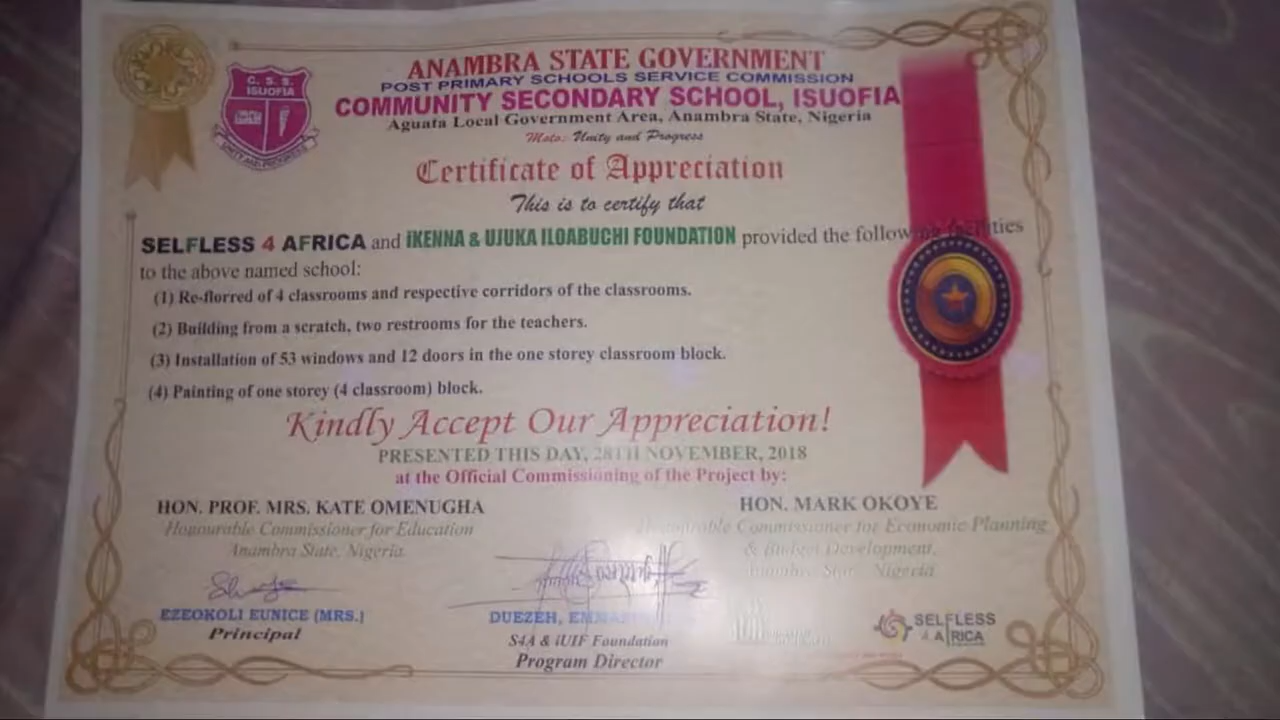 C. S. S.
ISUOFIA
UNITY AND PROGRESS
ANAMBRA STATE GOVERNMENT
POST PRIMARY SCHOOLS SERVICE COMMISSION
COMMUNITY SECONDARY SCHOOL, ISUOFIA
Aguata Local Government Area, Anambra State, Nigeria
Moto: Unity and Progress
Certificate of Appreciation
This is to certify that
SELFLESS 4 AFRICA and iKENNA & UJUKA ILOABUCHI FOUNDATION provided the following facilities
to the above named school:
(1) Re-florred of 4 classrooms and respective corridors of the classrooms.
(2) Building from a scratch, two restrooms for the teachers.
(3) Installation of 53 windows and 12 doors in the one storey classroom block.
(4) Painting of one storey (4 classroom) block.
Kindly Accept Our Appreciation!
PRESENTED THIS DAY, 28TH NOVEMBER, 2018
at the Official Commissioning of the Project by:
HON. PROF. MRS. KATE OMENUGHA
Honourable Commissioner for Education
Anambra State, Nigeria
HON. MARK OKOYE
Honourable Commissioner for Economic Planning
& Budget Development,
Anambra State, Nigeria
EZEOKOLI EUNICE (MRS.)
Principal
DUEZEH,
S4A & iUIF Foundation
Program Director
SELFLESS
4 AFRICA